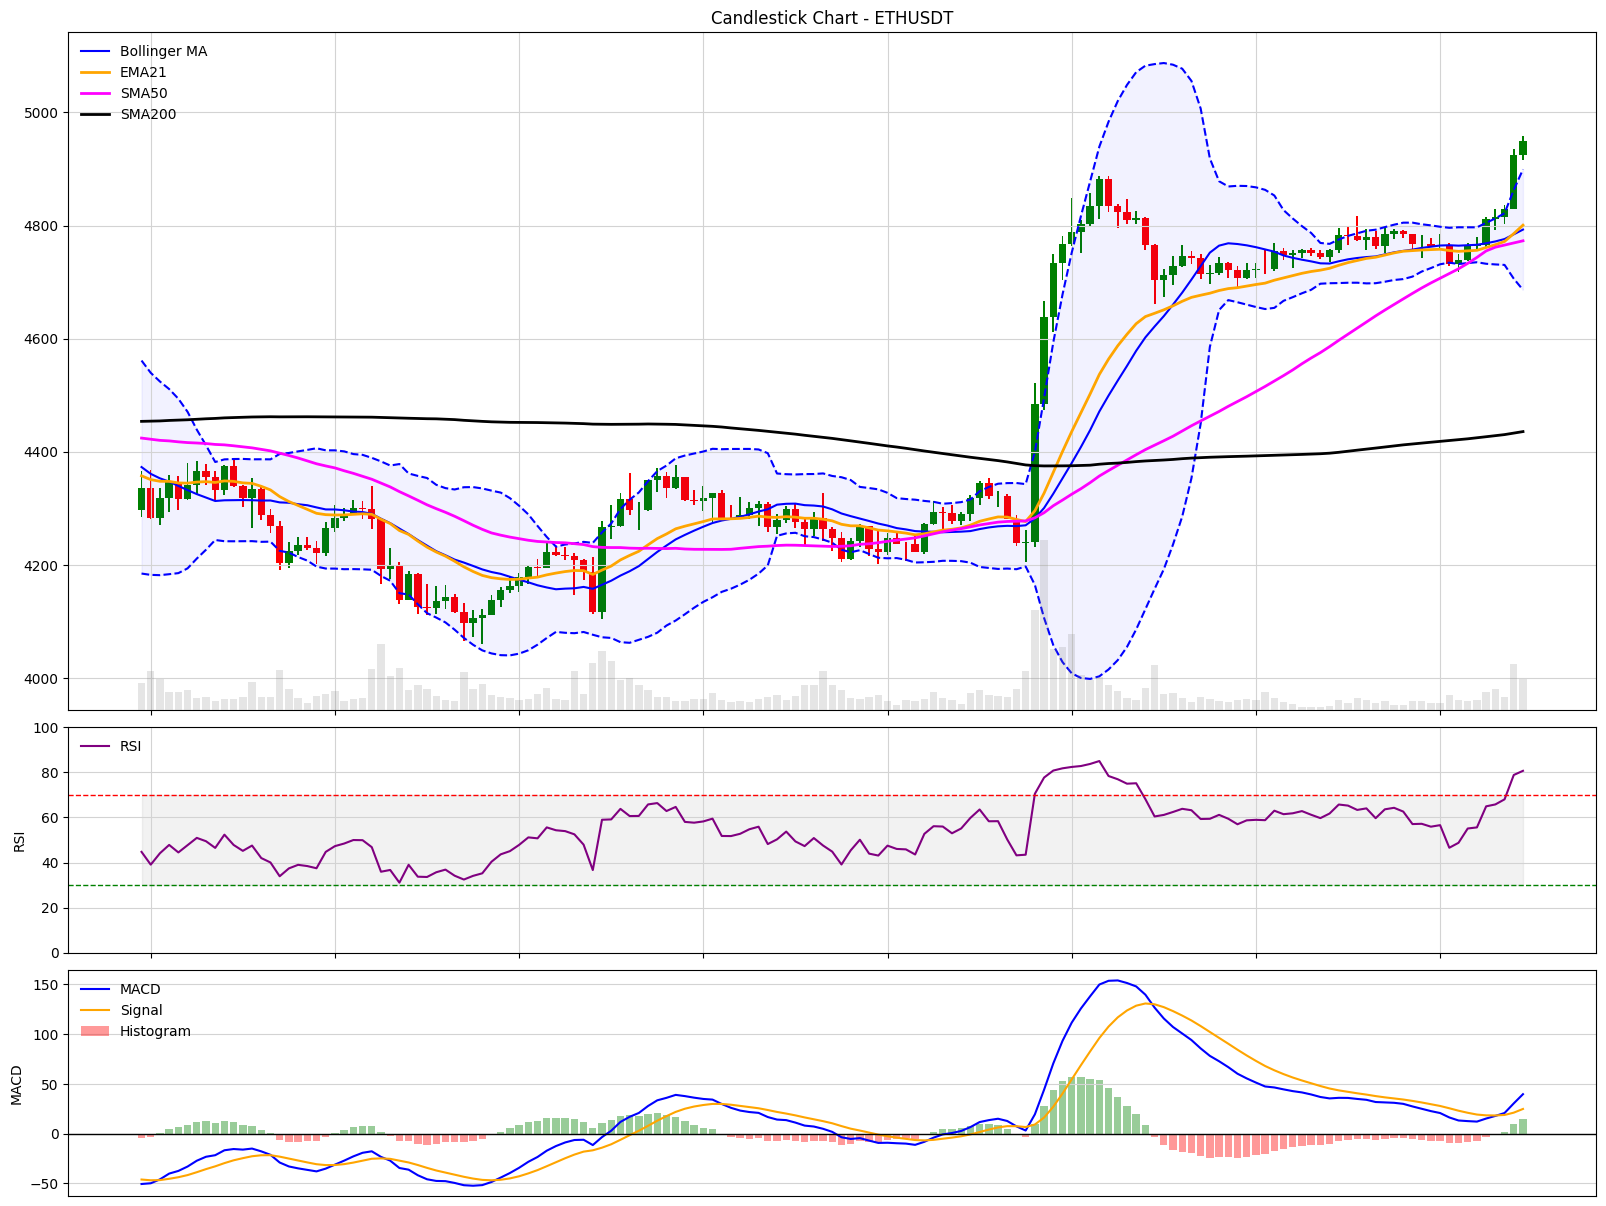 Candlestick Chart - ETHUSDT
Bollinger MA
EMA21
SMA50
SMA200
5000
4800
4600
4400
4200
4000
RSI
100
80
60
40
20
0
RSI
MACD
Signal
Histogram
150
100
50
0
−50
MACD